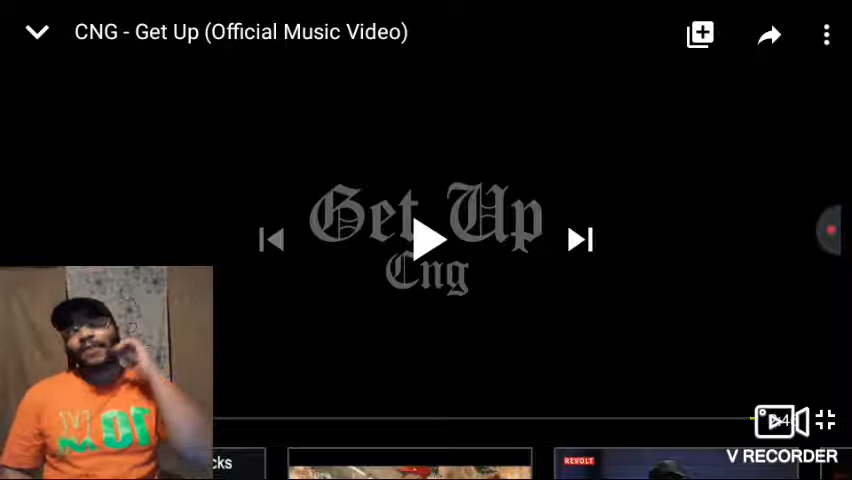 CNG - Get Up (Official Music Video)
Get Up
Cng
cks
REVOLT
V RECORDER